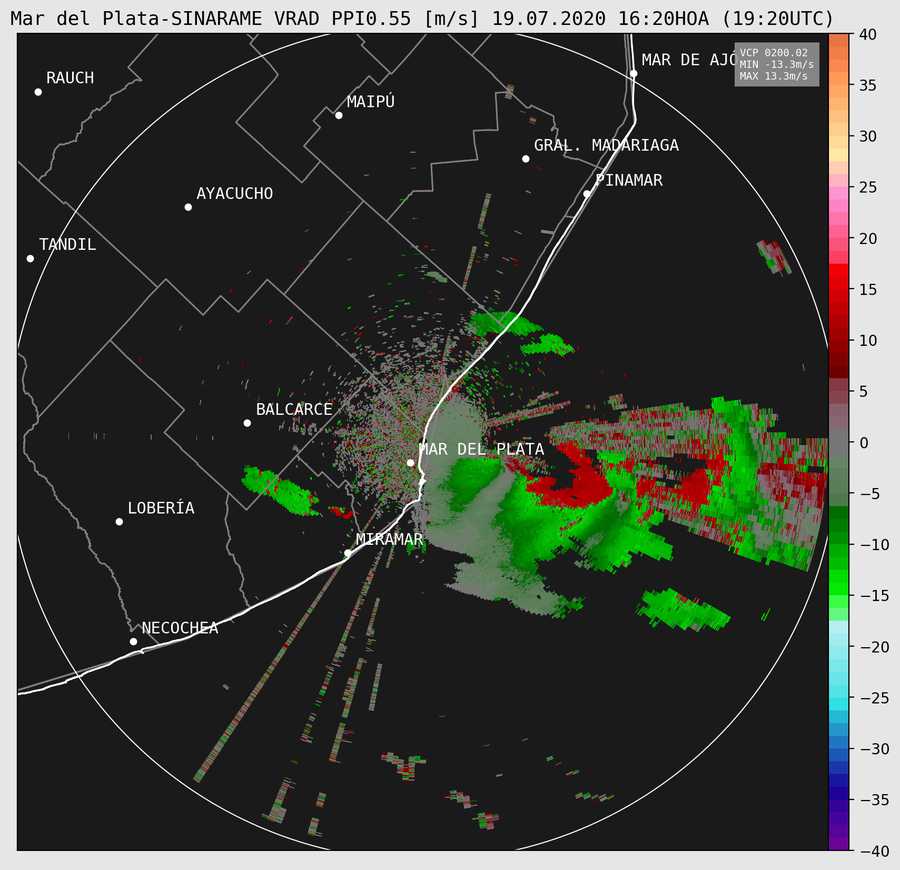 Mar del Plata-SINARAME VRAD PPI0.55 [m/s] 19.07.2020 16:20HOA (19:20UTC)
MAR DE AJÓ
VCP 0200.02
MIN -13.3m/s
MAX 13.3m/s
RAUCH
MAIPÚ
GRAL. MADARIAGA
PINAMAR
AYACUCHO
TANDIL
BALCARCE
MAR DEL PLATA
LOBERÍA
MIRAMAR
NECOCHEA
40
35
30
25
20
15
10
5
0
−5
−10
−15
−20
−25
−30
−35
−40